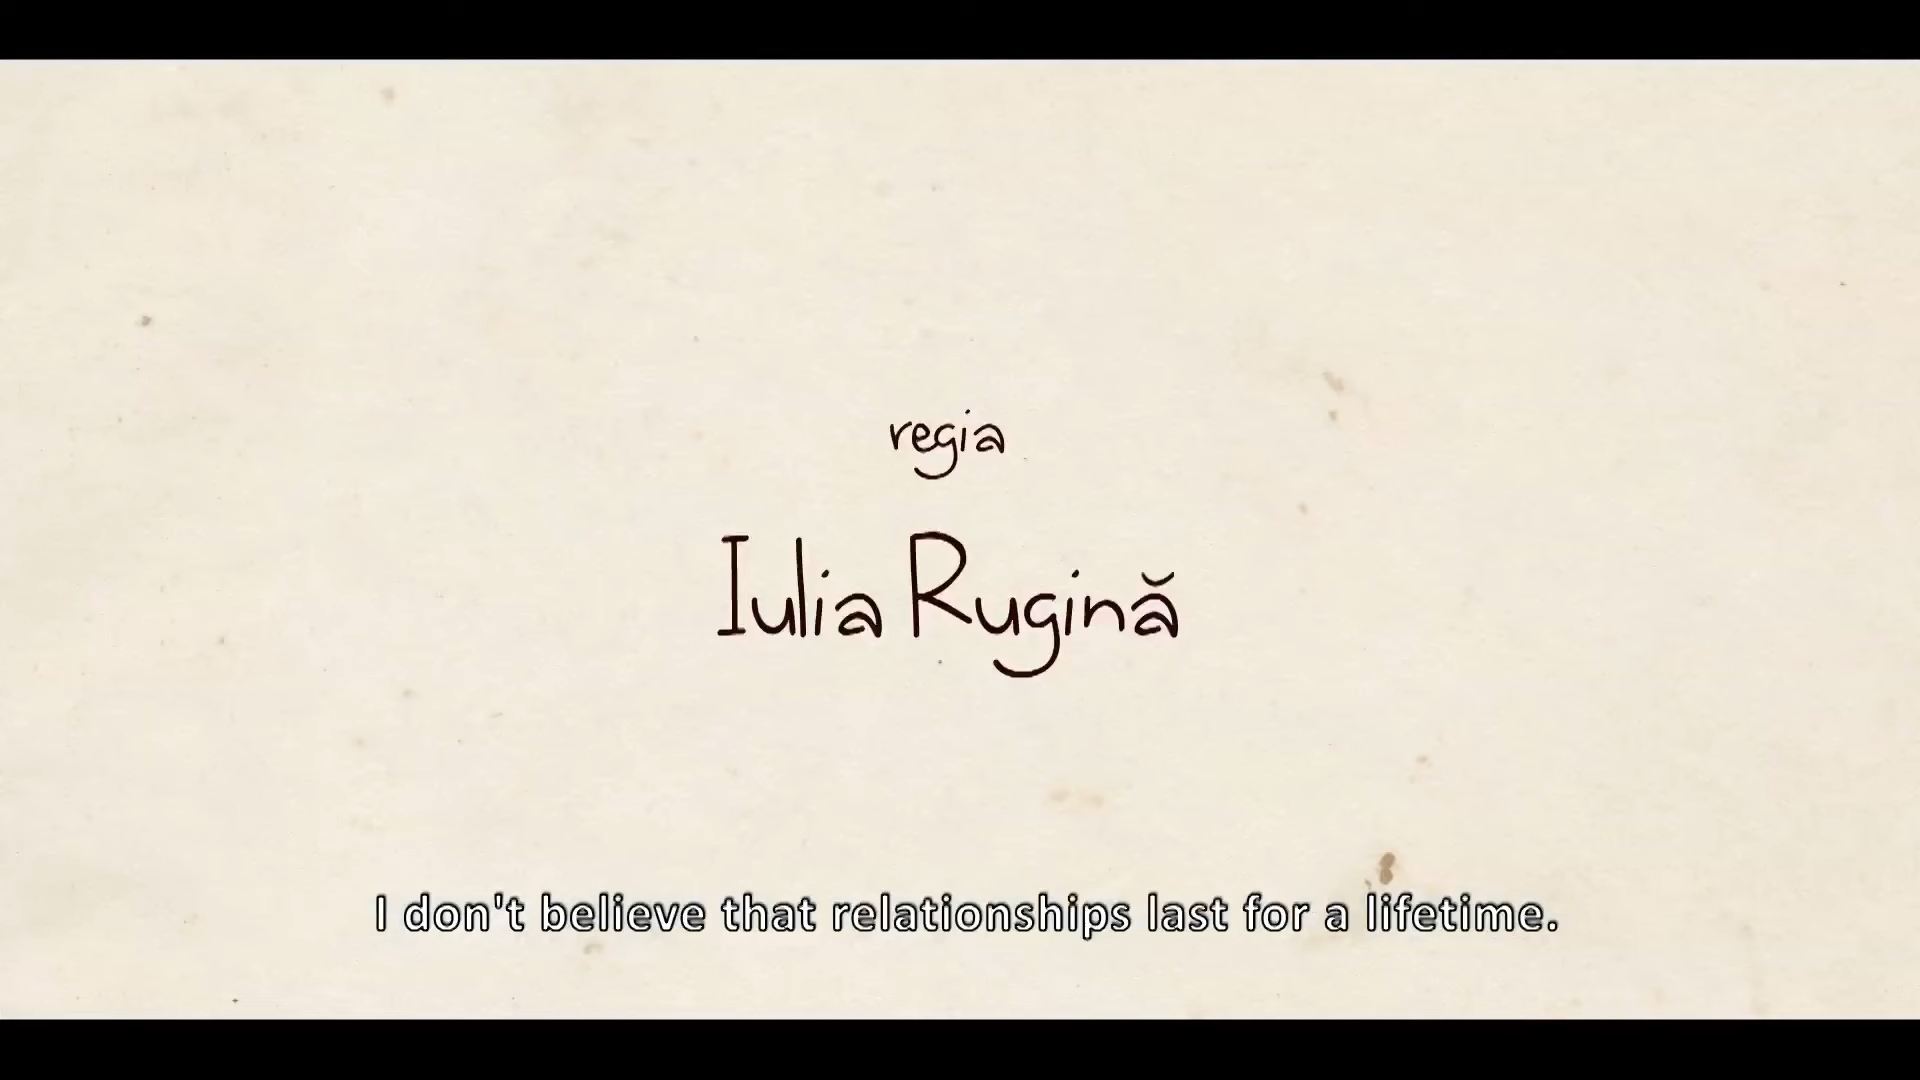 regia
Iulia Rugină
I don't believe that relationships last for a lifetime.